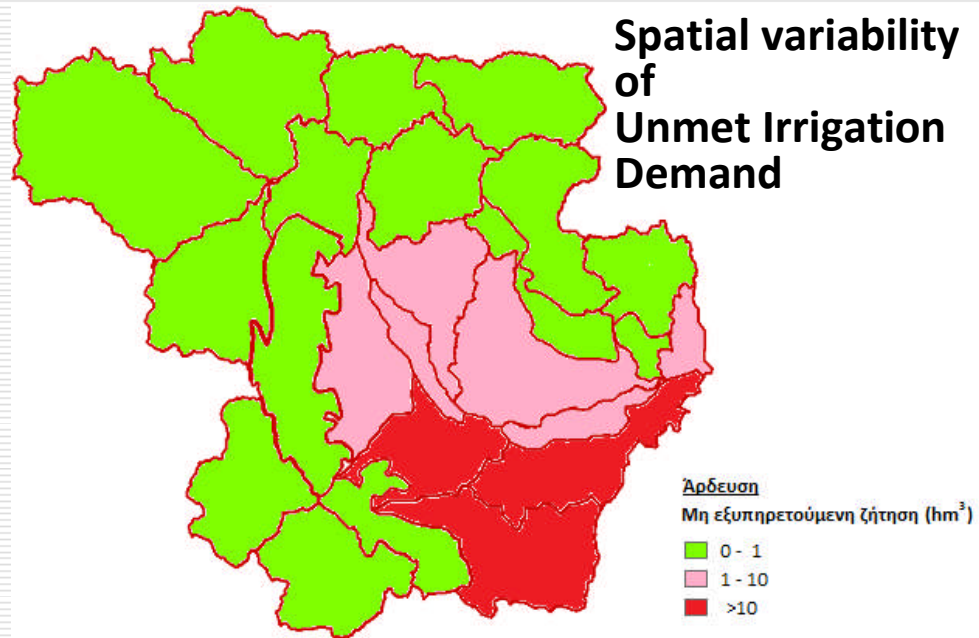 Spatial variability
of
Unmet Irrigation
Demand
Άρδευση
Μη εξυπηρετούμενη ζήτηση (hm³)
0 - 1
1 - 10
>10